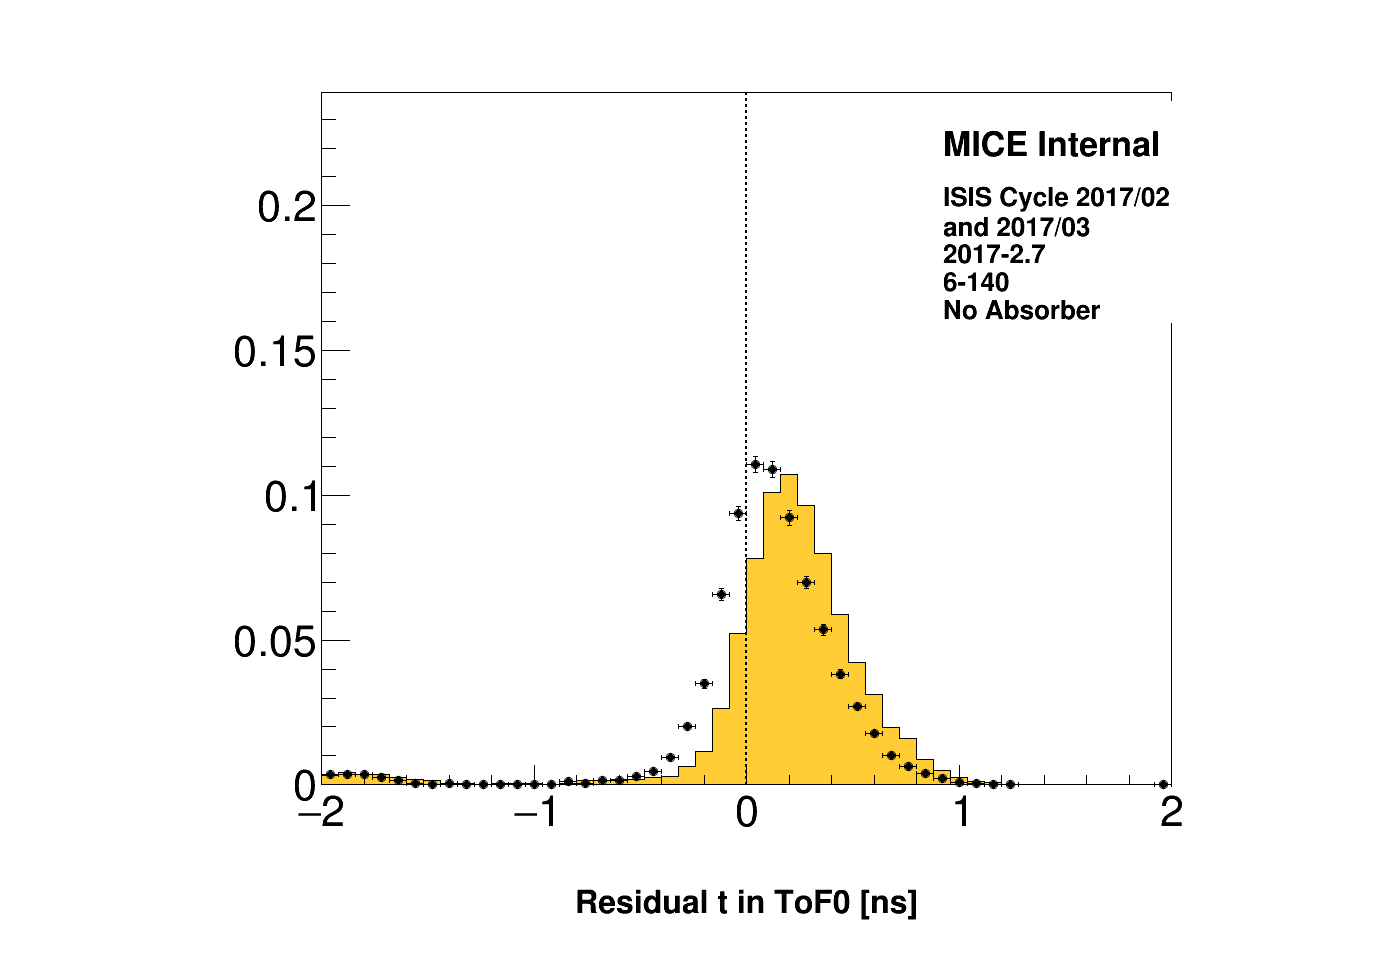 MICE Internal
ISIS Cycle 2017/02
and 2017/03
2017-2.7
6-140
No Absorber
0.2
0.15
0.1
0.05
0
−2 −1 0 1 2
Residual t in ToF0 [ns]